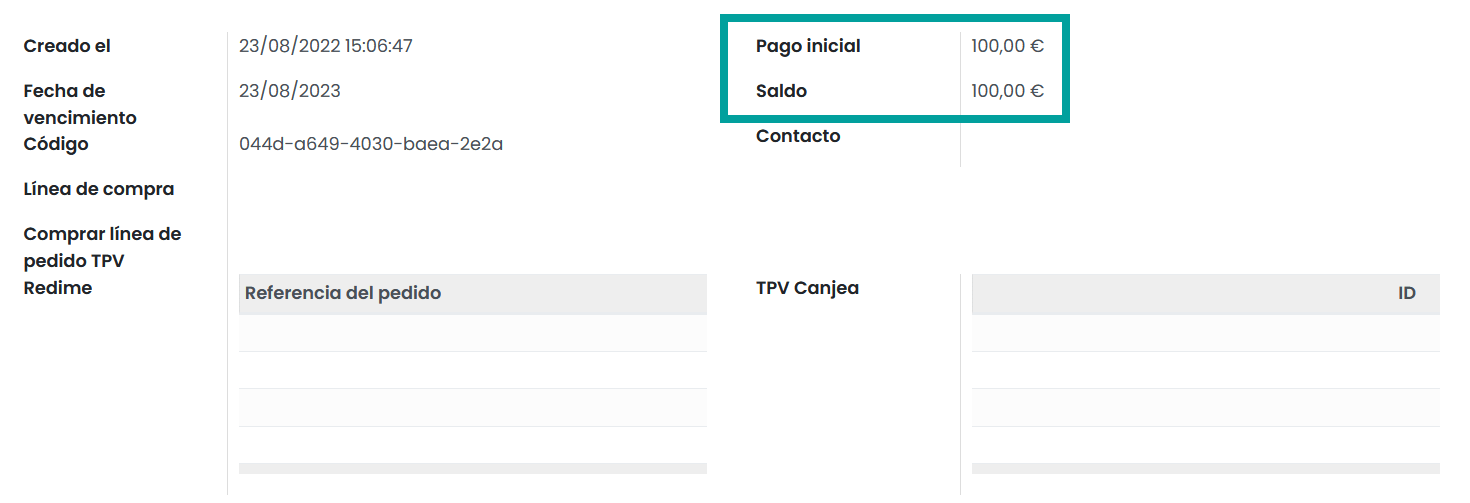 Creado el 23/08/2022 15:06:47 Pago inicial 100,00 €
Fecha de vencimiento 23/08/2023 Saldo 100,00 €
Código 044d-a649-4030-baea-2e2a Contacto
Línea de compra
Comprar línea de
pedido TPV
Redime Referencia del pedido TPV Canjea ID